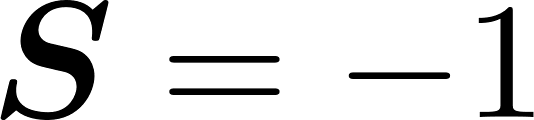 S = −1